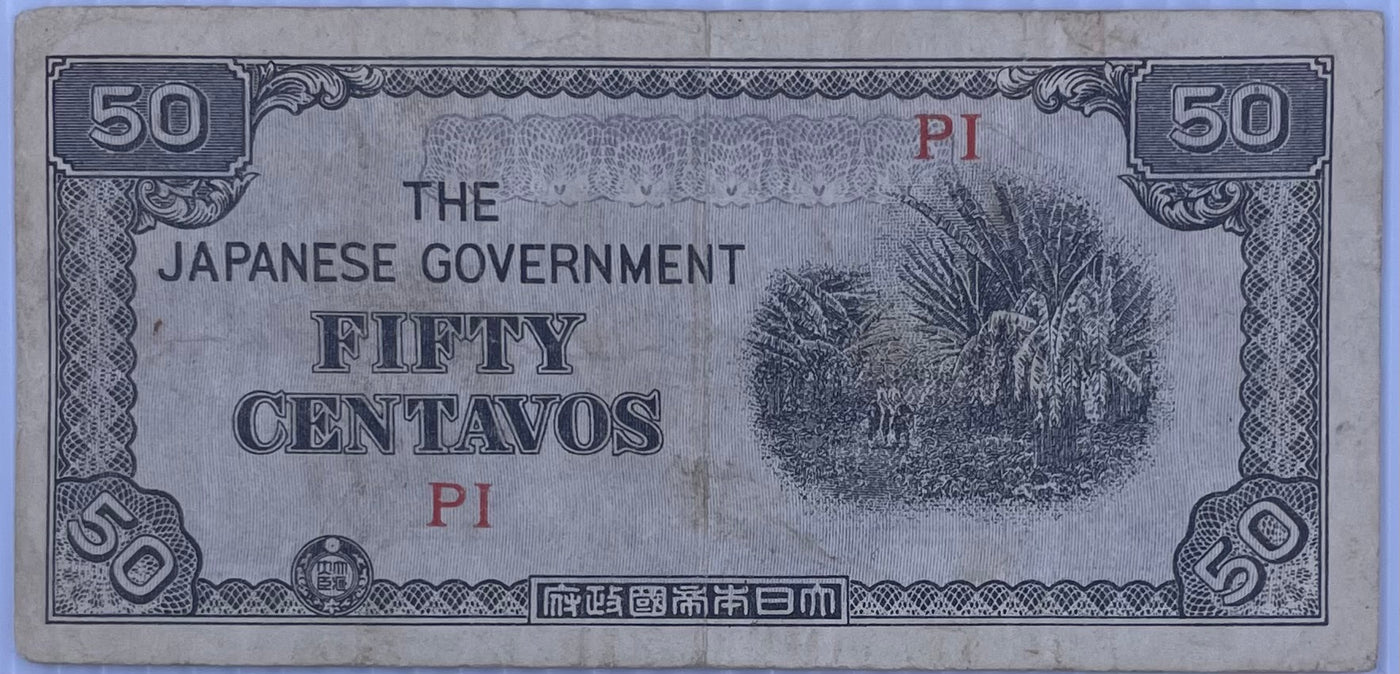 50
50
PI
THE
JAPANESE GOVERNMENT
FIFTY
CENTAVOS
PI
50
50
大日本帝國政府